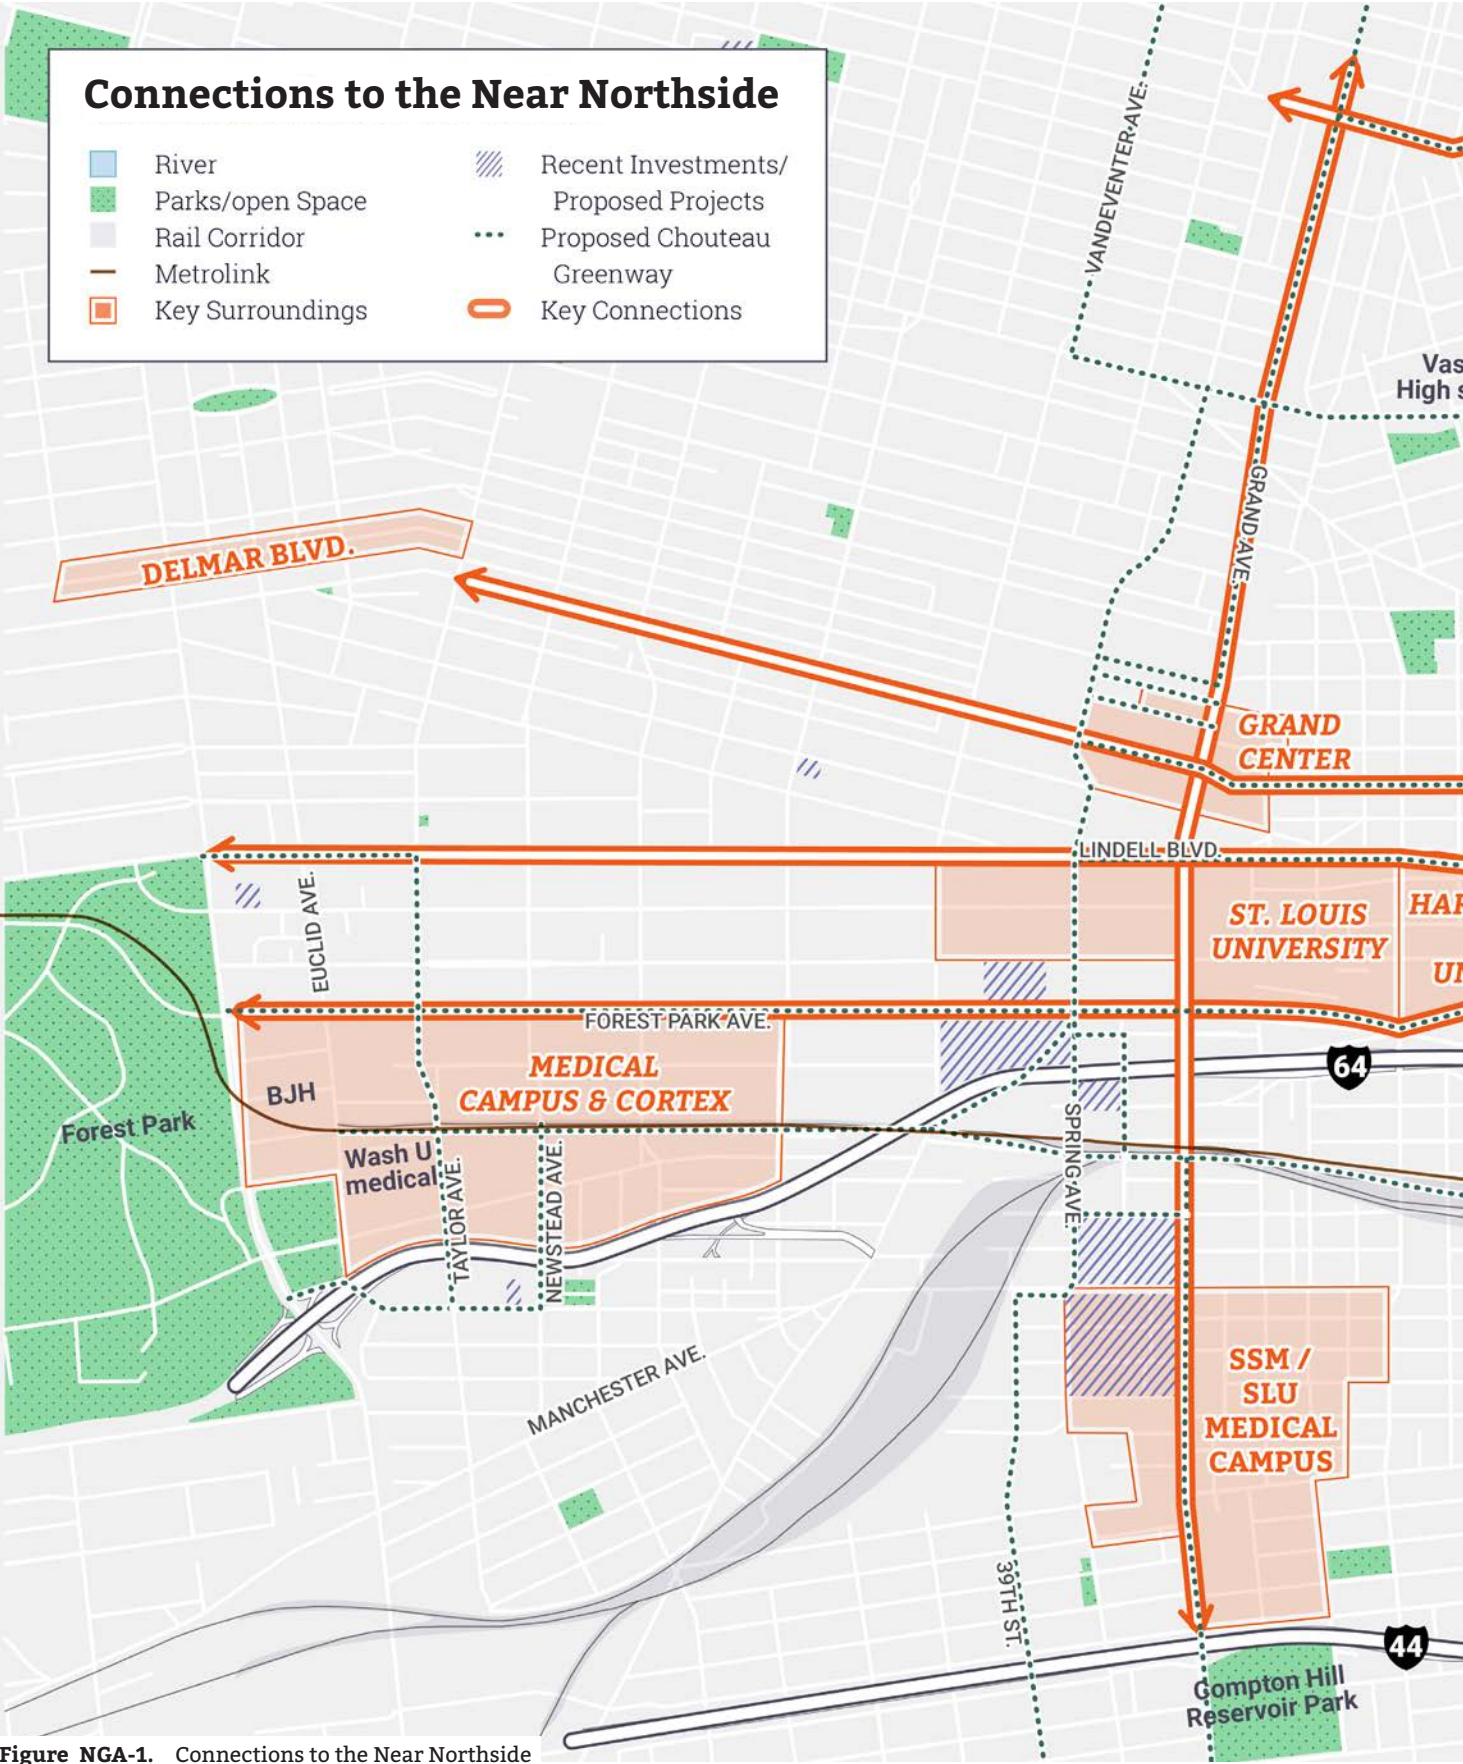 Connections to the Near Northside
River
Parks/open Space
Rail Corridor
Metrolink
Key Surroundings
Recent Investments/
Proposed Projects
Proposed Chouteau
Greenway
Key Connections
VANDEVENTER AVE.
Vas
High s
GRAND AVE.
DELMAR BLVD.
GRAND
CENTER
LINDELL BLVD.
EUCLID AVE.
ST. LOUIS
UNIVERSITY
HAR
UN
FOREST PARK AVE.
MEDICAL
CAMPUS & CORTEX
64
BJH
Forest Park
Wash U
medical
TAYLOR AVE.
NEWSTEAD AVE.
SPRING AVE.
MANCHESTER AVE.
SSM /
SLU
MEDICAL
CAMPUS
39TH ST.
44
Compton Hill
Reservoir Park
Figure NGA-1. Connections to the Near Northside